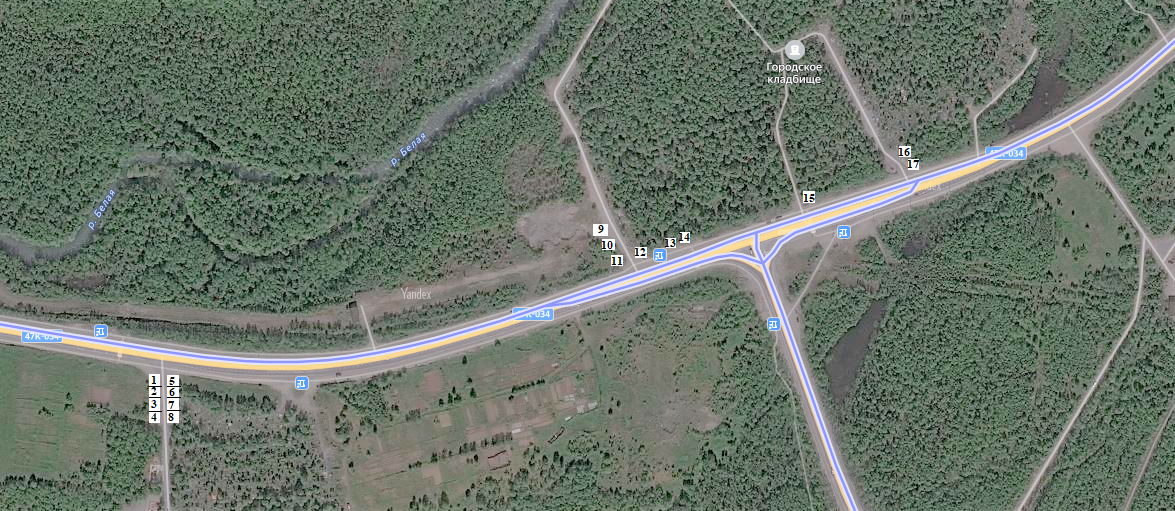 Городское
кладбище
р. Белая
р. Белая
16
17
47К-034
15
9
10
11
12
13
14
Yandex
47К-034
47К-034
1
2
3
4
5
6
7
8